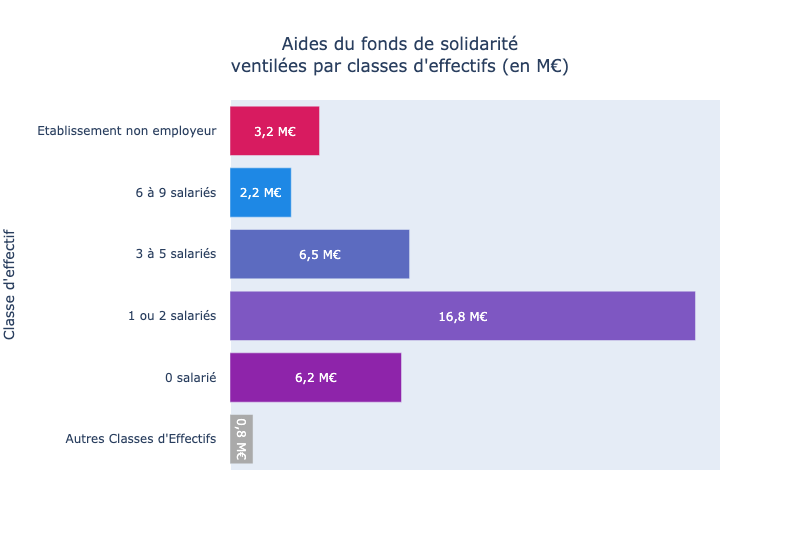 Aides du fonds de solidarité
ventilées par classes d'effectifs (en M€)
Classe d'effectif
Etablissement non employeur
3,2 M€
6 à 9 salariés
2,2 M€
3 à 5 salariés
6,5 M€
1 ou 2 salariés
16,8 M€
0 salarié
6,2 M€
Autres Classes d'Effectifs
0,8 M€